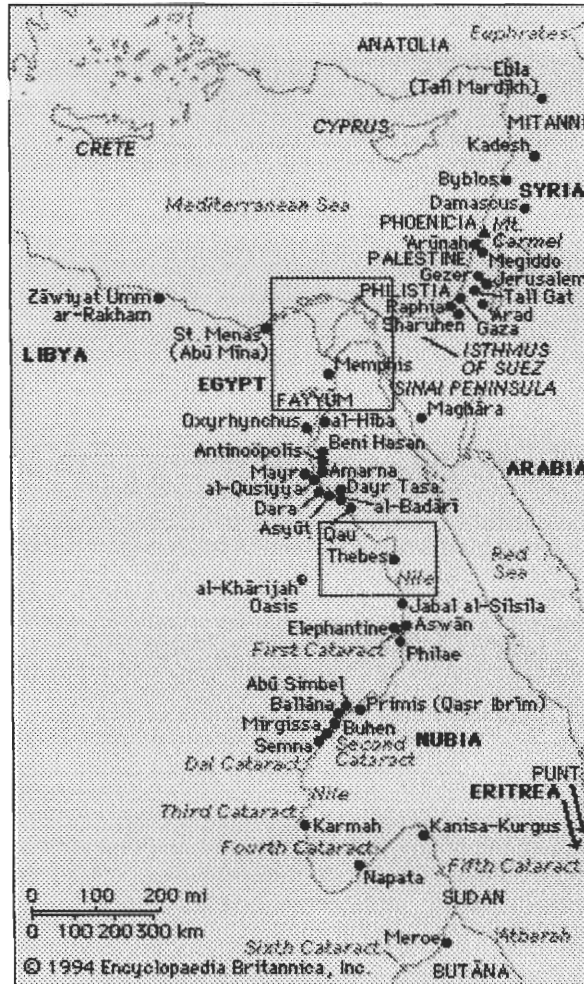 Euphrates
ANATOLIA
Ebla
(Tall Mardikh)
MITANNI
CYPRUS
CRETE
Kadesh
Byblos
SYRIA
Mediterranean Sea
Damascus
PHOENICIA
Mt.
Carmel
'Arūnah
Megiddo
PALESTINE
Gezer
Jerusalem
PHILISTIA
Tall Gat
Zāwiyat Umm
ar-Rakham
Raphia
Arad
Sharuhen
Gaza
St. Menas
(Abū Mīna)
ISTHMUS
OF SUEZ
LIBYA
Memphis
EGYPT
SINAI PENINSULA
FAYYŪM
Maghāra
Oxyrhynchus
al-Hiba
Beni Hasan
Antinoöpolis
Mayr
Amarna
ARABIA
al-Qusiyya
Dayr Tasa
Dara
al-Badārī
Asyūt
Qau
Thebes
Red
Sea
Nile
al-Khārijah
Oasis
Jabal al-Silsila
Elephantine
Aswān
First Cataract
Philae
Abū Simbel
Ballāna
Primis (Qaṣr Ibrīm)
Mirgissa
Buhen
Semna
Second
Cataract
NUBIA
Dal Cataract
PUNT
Nile
ERITREA
Third Cataract
Karmah
Kanisa-Kurgus
Fourth Cataract
Napata
Fifth Cataract
0 100 200 mi
SUDAN
0 100 200 300 km
Meroe
'Atbarah
Sixth Cataract
© 1994 Encyclopaedia Britannica, Inc.
BUTĀNA